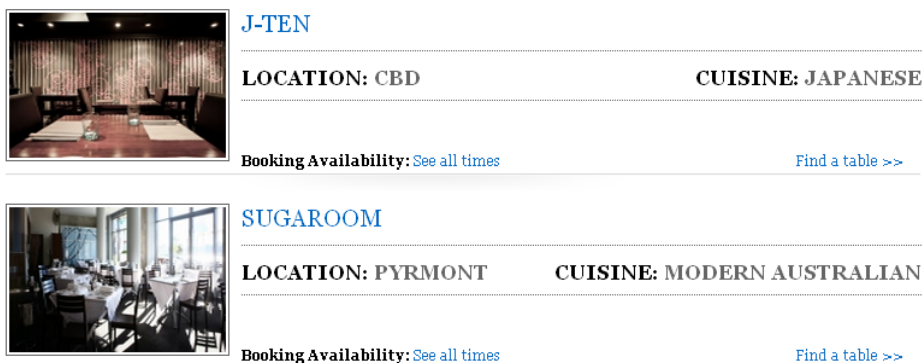 J-TEN
LOCATION: CBD CUISINE: JAPANESE
Booking Availability: See all times Find a table >>
SUGAROOM
LOCATION: PYRMONT CUISINE: MODERN AUSTRALIAN
Booking Availability: See all times Find a table >>